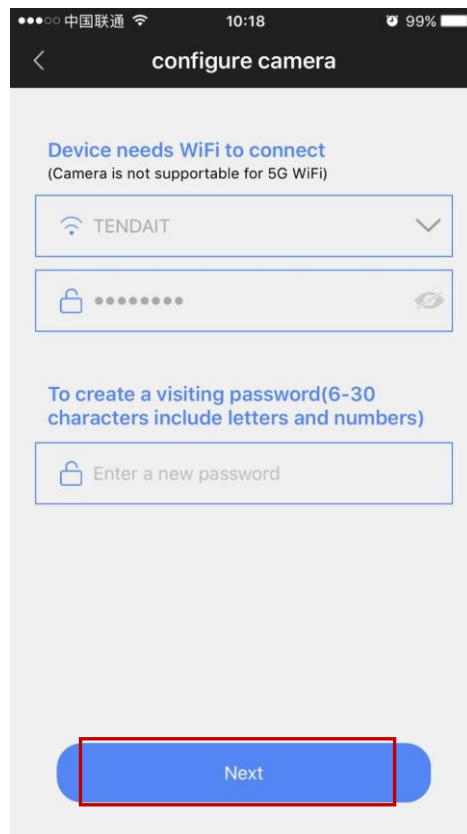 中国联通 10:18 99%
configure camera
Device needs WiFi to connect
(Camera is not supportable for 5G WiFi)
TENDAIT
••••••••
To create a visiting password(6-30
characters include letters and numbers)
Enter a new password
Next